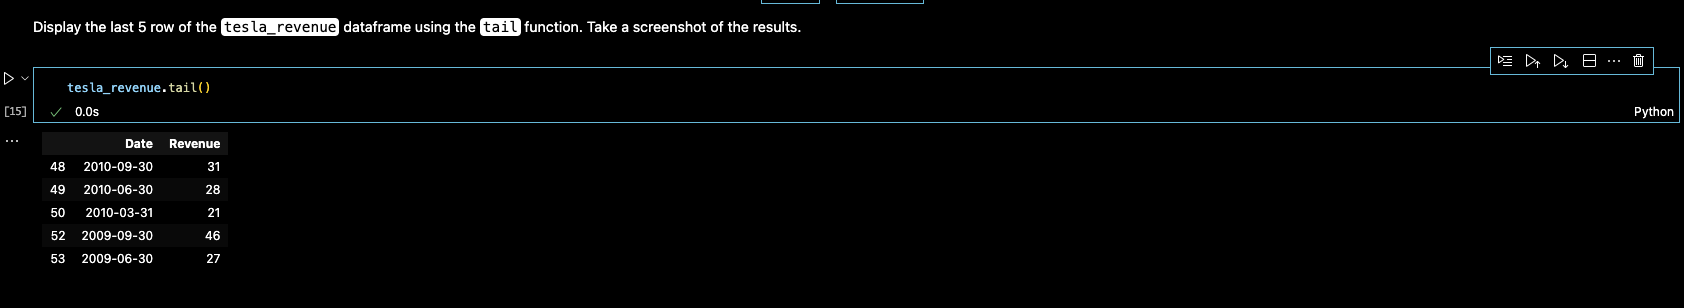 Display the last 5 row of the tesla_revenue dataframe using the tail function. Take a screenshot of the results.
tesla_revenue.tail()
[15] 0.0s Python
Date Revenue
48 2010-09-30 31
49 2010-06-30 28
50 2010-03-31 21
52 2009-09-30 46
53 2009-06-30 27